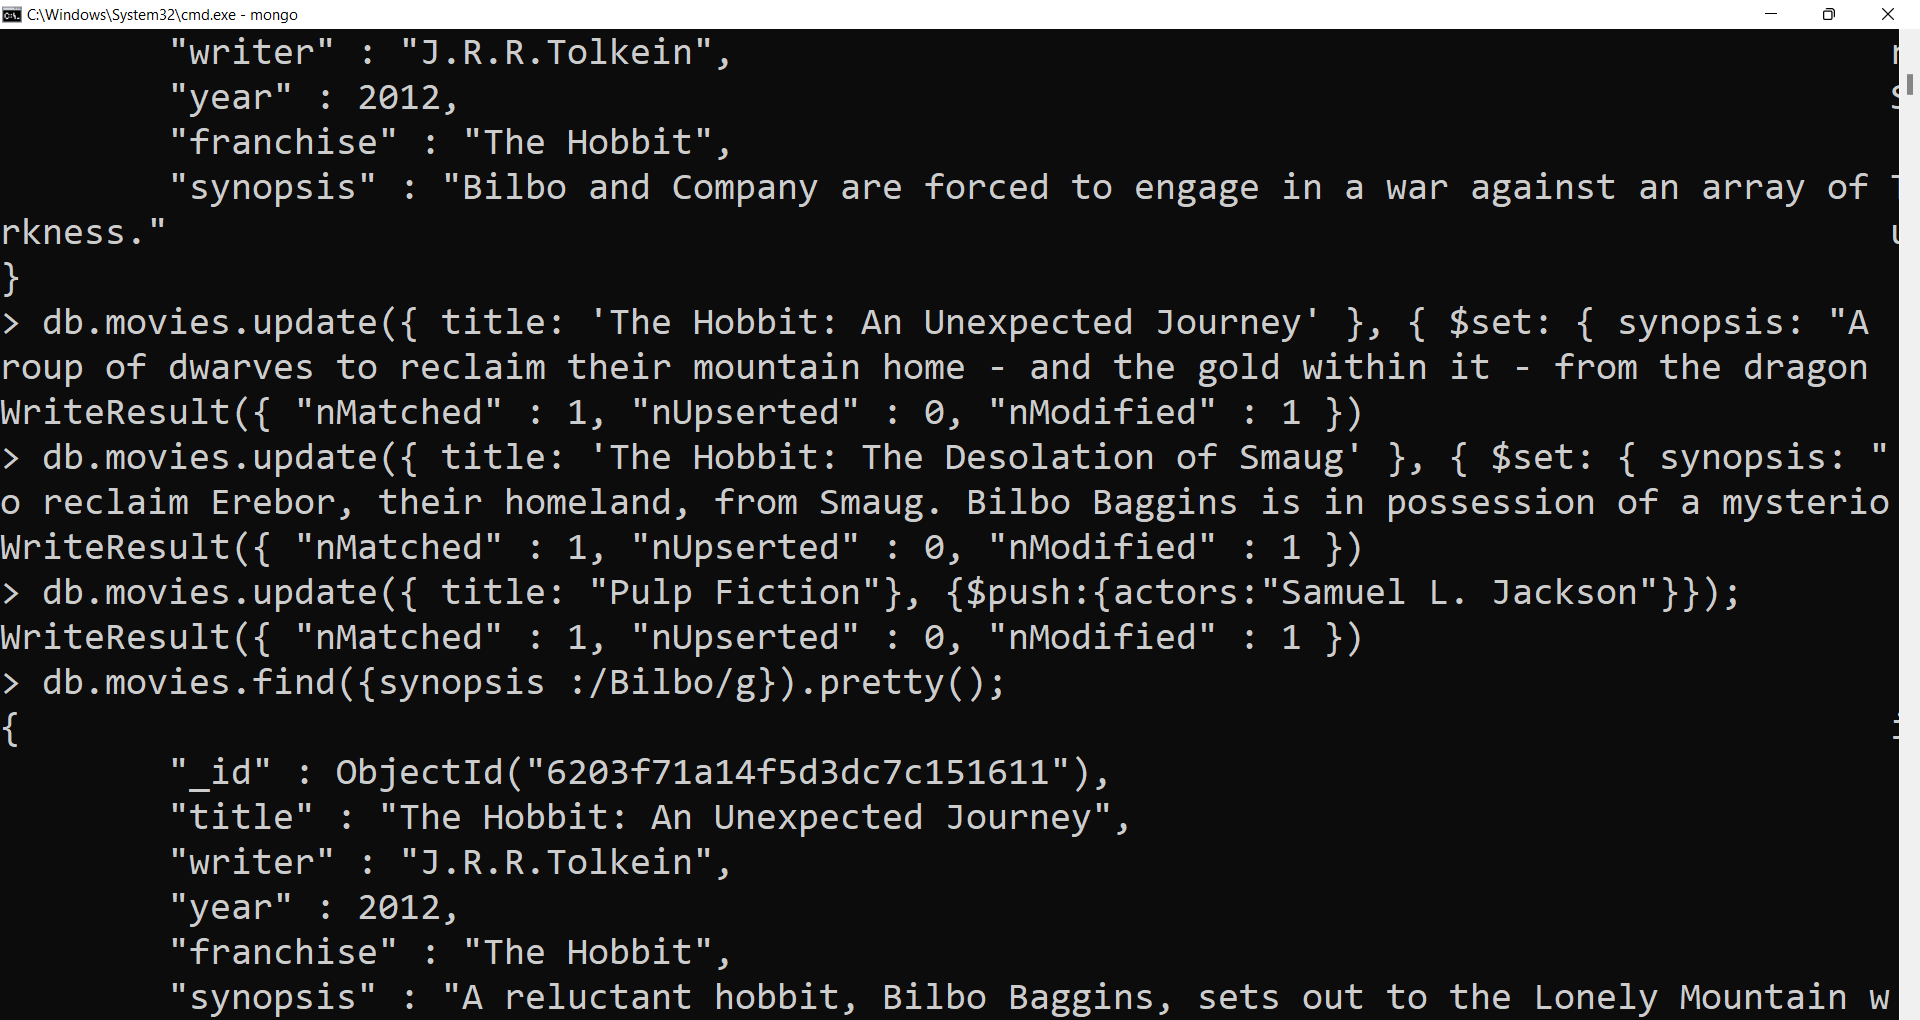 C:\Windows\System32\cmd.exe - mongo
"writer" : "J.R.R.Tolkein",
"year" : 2012,
"franchise" : "The Hobbit",
"synopsis" : "Bilbo and Company are forced to engage in a war against an array of
rkness."
}
> db.movies.update({ title: 'The Hobbit: An Unexpected Journey' }, { $set: { synopsis: "A
roup of dwarves to reclaim their mountain home - and the gold within it - from the dragon
WriteResult({ "nMatched" : 1, "nUpserted" : 0, "nModified" : 1 })
> db.movies.update({ title: 'The Hobbit: The Desolation of Smaug' }, { $set: { synopsis: "
o reclaim Erebor, their homeland, from Smaug. Bilbo Baggins is in possession of a mysterio
WriteResult({ "nMatched" : 1, "nUpserted" : 0, "nModified" : 1 })
> db.movies.update({ title: "Pulp Fiction"}, {$push:{actors:"Samuel L. Jackson"}});
WriteResult({ "nMatched" : 1, "nUpserted" : 0, "nModified" : 1 })
> db.movies.find({synopsis :/Bilbo/g}).pretty();
{
"_id" : ObjectId("6203f71a14f5d3dc7c151611"),
"title" : "The Hobbit: An Unexpected Journey",
"writer" : "J.R.R.Tolkein",
"year" : 2012,
"franchise" : "The Hobbit",
"synopsis" : "A reluctant hobbit, Bilbo Baggins, sets out to the Lonely Mountain w